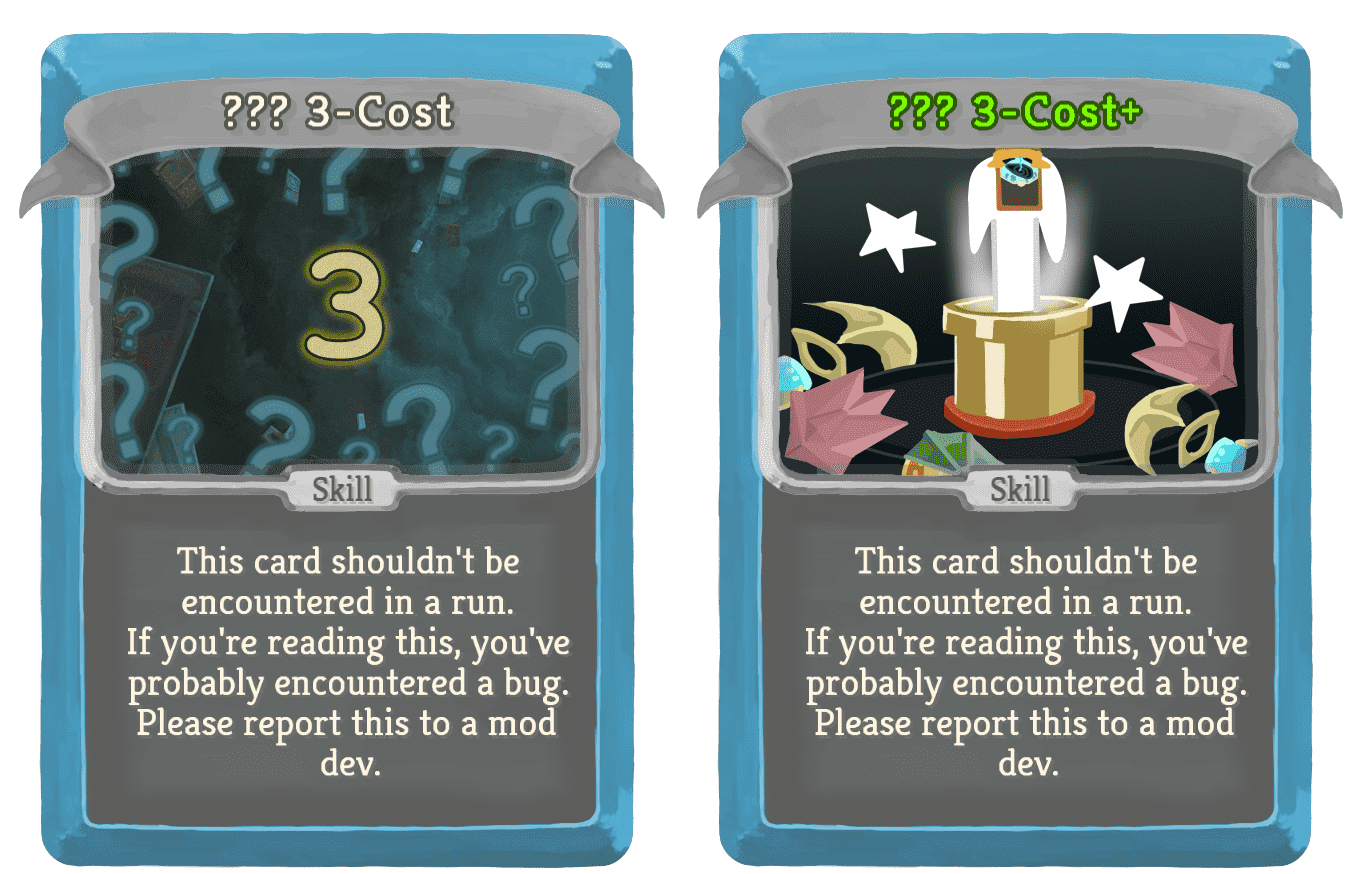 ??? 3-Cost
3
Skill
This card shouldn't be
encountered in a run.
If you're reading this, you've
probably encountered a bug.
Please report this to a mod
dev.
??? 3-Cost+
Skill
This card shouldn't be
encountered in a run.
If you're reading this, you've
probably encountered a bug.
Please report this to a mod
dev.